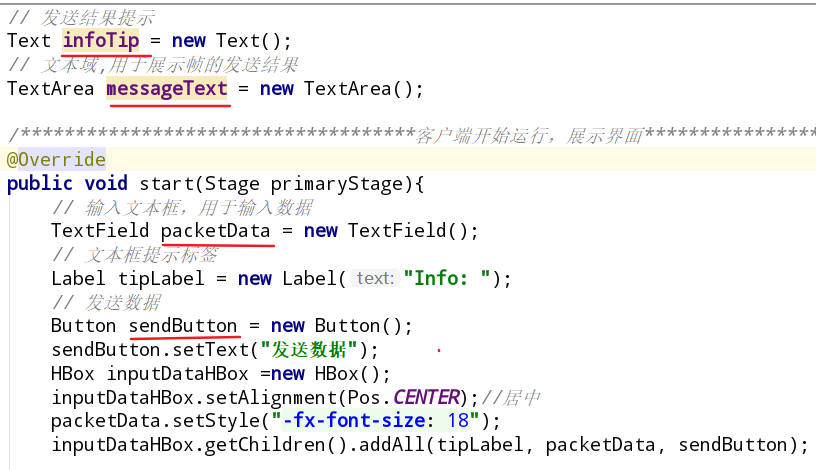 // 发送结果提示
Text infoTip = new Text();
// 文本域,用于展示帧的发送结果
TextArea messageText = new TextArea();
/************************************客户端开始运行，展示界面****************
@Override
public void start(Stage primaryStage){
// 输入文本框，用于输入数据
TextField packetData = new TextField();
// 文本框提示标签
Label tipLabel = new Label( text: "Info: ");
// 发送数据
Button sendButton = new Button();
sendButton.setText("发送数据");
HBox inputDataHBox =new HBox();
inputDataHBox.setAlignment(Pos.CENTER);//居中
packetData.setStyle("-fx-font-size: 18");
inputDataHBox.getChildren().addAll(tipLabel, packetData, sendButton);